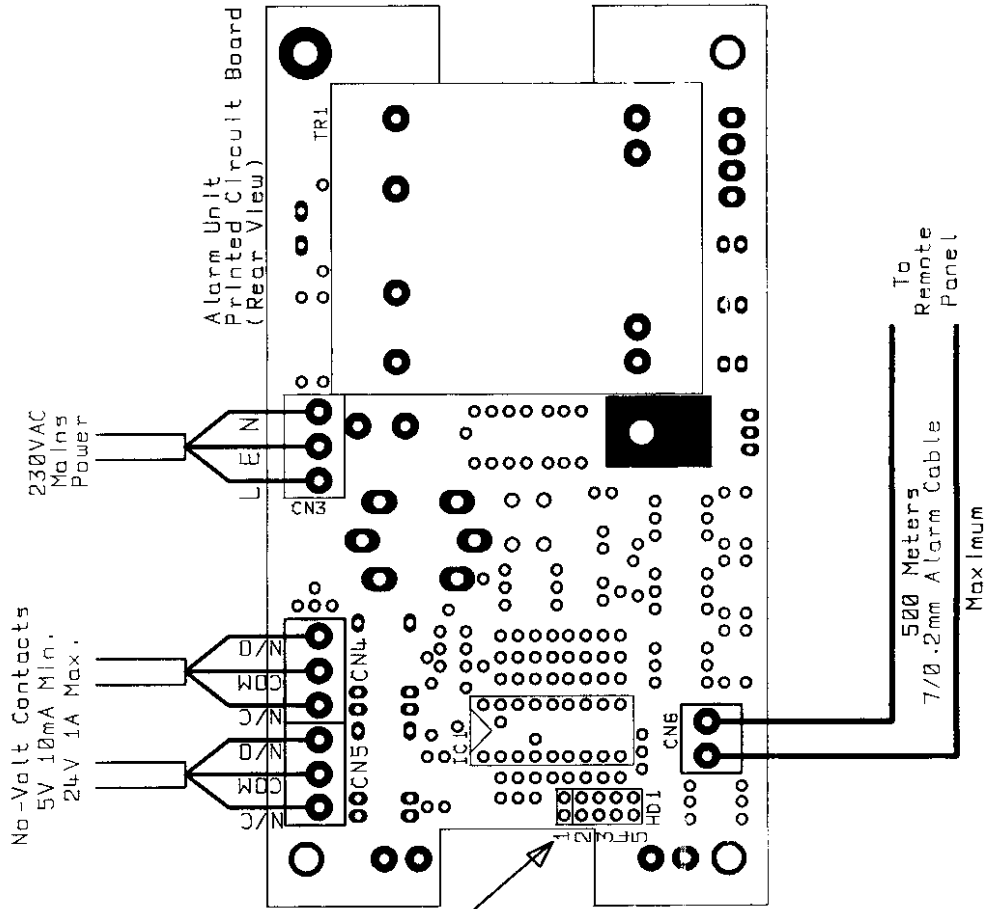 No-Volt Contacts
5V 10mA Min.
24V 1A Max.
230VAC
Mains
Power
Alarm Unit
Printed Circuit Board
(Rear View)
N/C
COM
N/O
N/C
COM
N/O
CN5
CN4
L
E
N
CN3
TR1
IC1
HD1
1
2
3
4
5
CN6
500 Meters
7/0.2mm Alarm Cable
Maximum
To
Remote
Panel